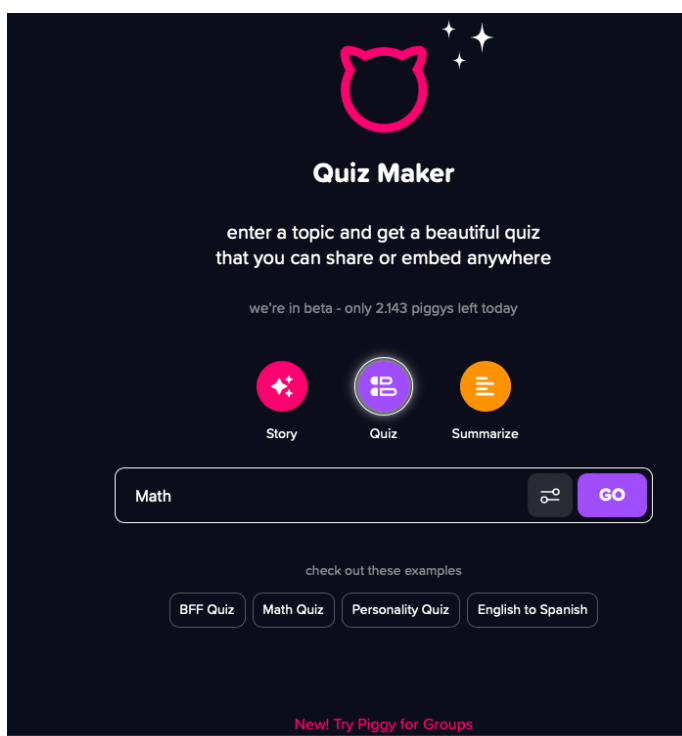 Quiz Maker
enter a topic and get a beautiful quiz
that you can share or embed anywhere
we're in beta - only 2.143 piggys left today
Story Quiz Summarize
Math GO
check out these examples
BFF Quiz Math Quiz Personality Quiz English to Spanish
New! Try Piggy for Groups